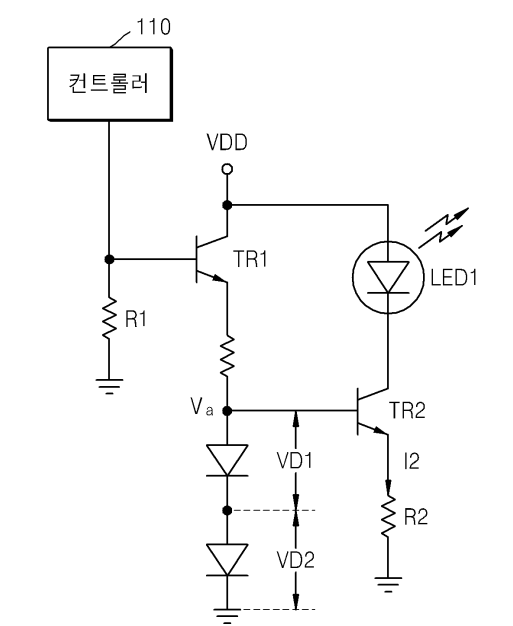 110
컨트롤러
VDD
TR1
LED1
R1
Va
TR2
VD1
I2
R2
VD2